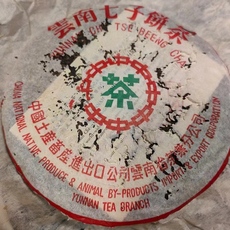 雲南七子餅茶
YUNNAN CHI TSE BEENG CHA
茶
中國土產畜產進出口公司雲南省茶葉分公司
CHINA NATIONAL NATIVE PRODUCE & ANIMAL BY-PRODUCTS IMPORT & EXPORT CORPORATION
YUNNAN TEA BRANCH